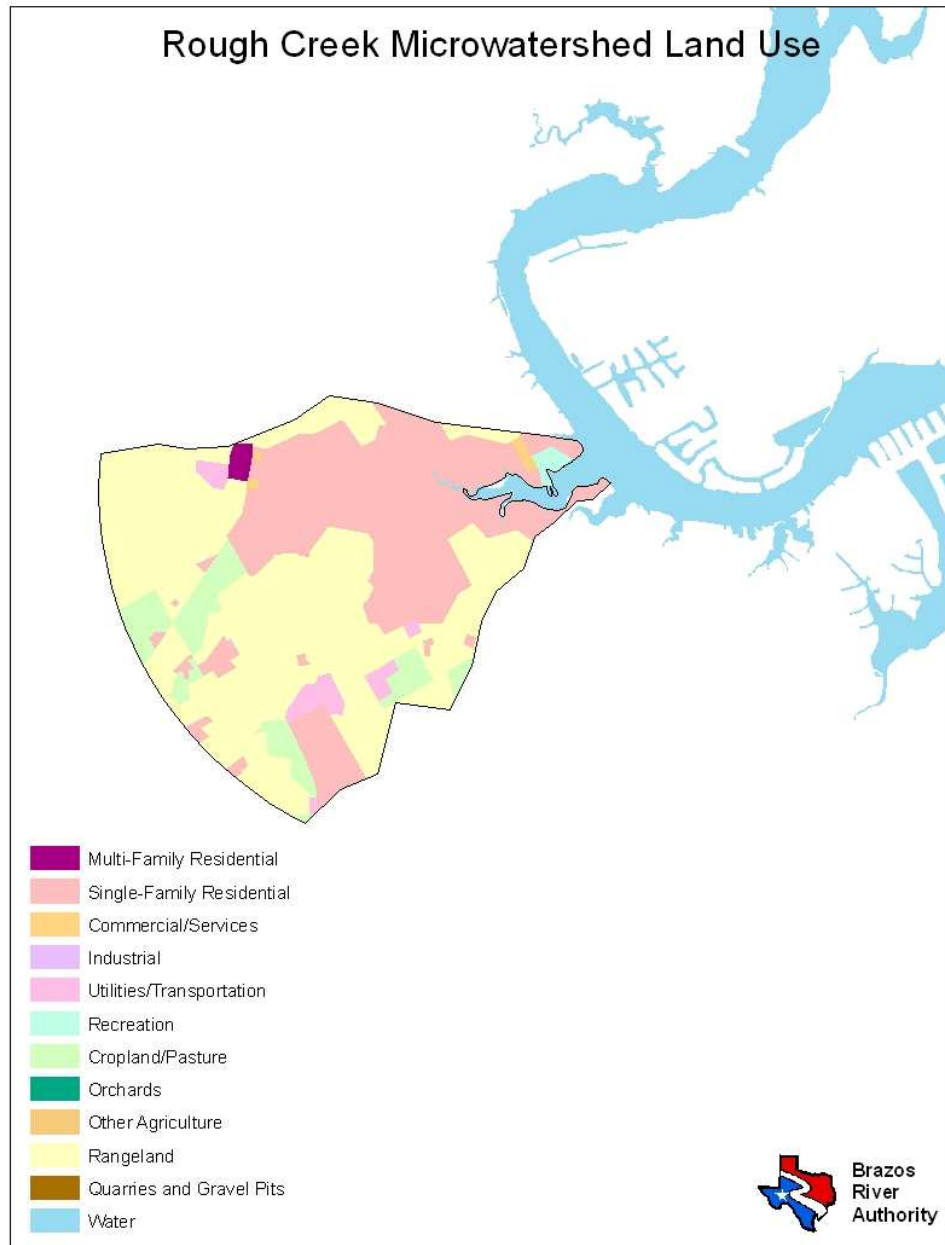 Rough Creek Microwatershed Land Use
Multi-Family Residential
Single-Family Residential
Commercial/Services
Industrial
Utilities/Transportation
Recreation
Cropland/Pasture
Orchards
Other Agriculture
Rangeland
Quarries and Gravel Pits
Water
Brazos
River
Authority